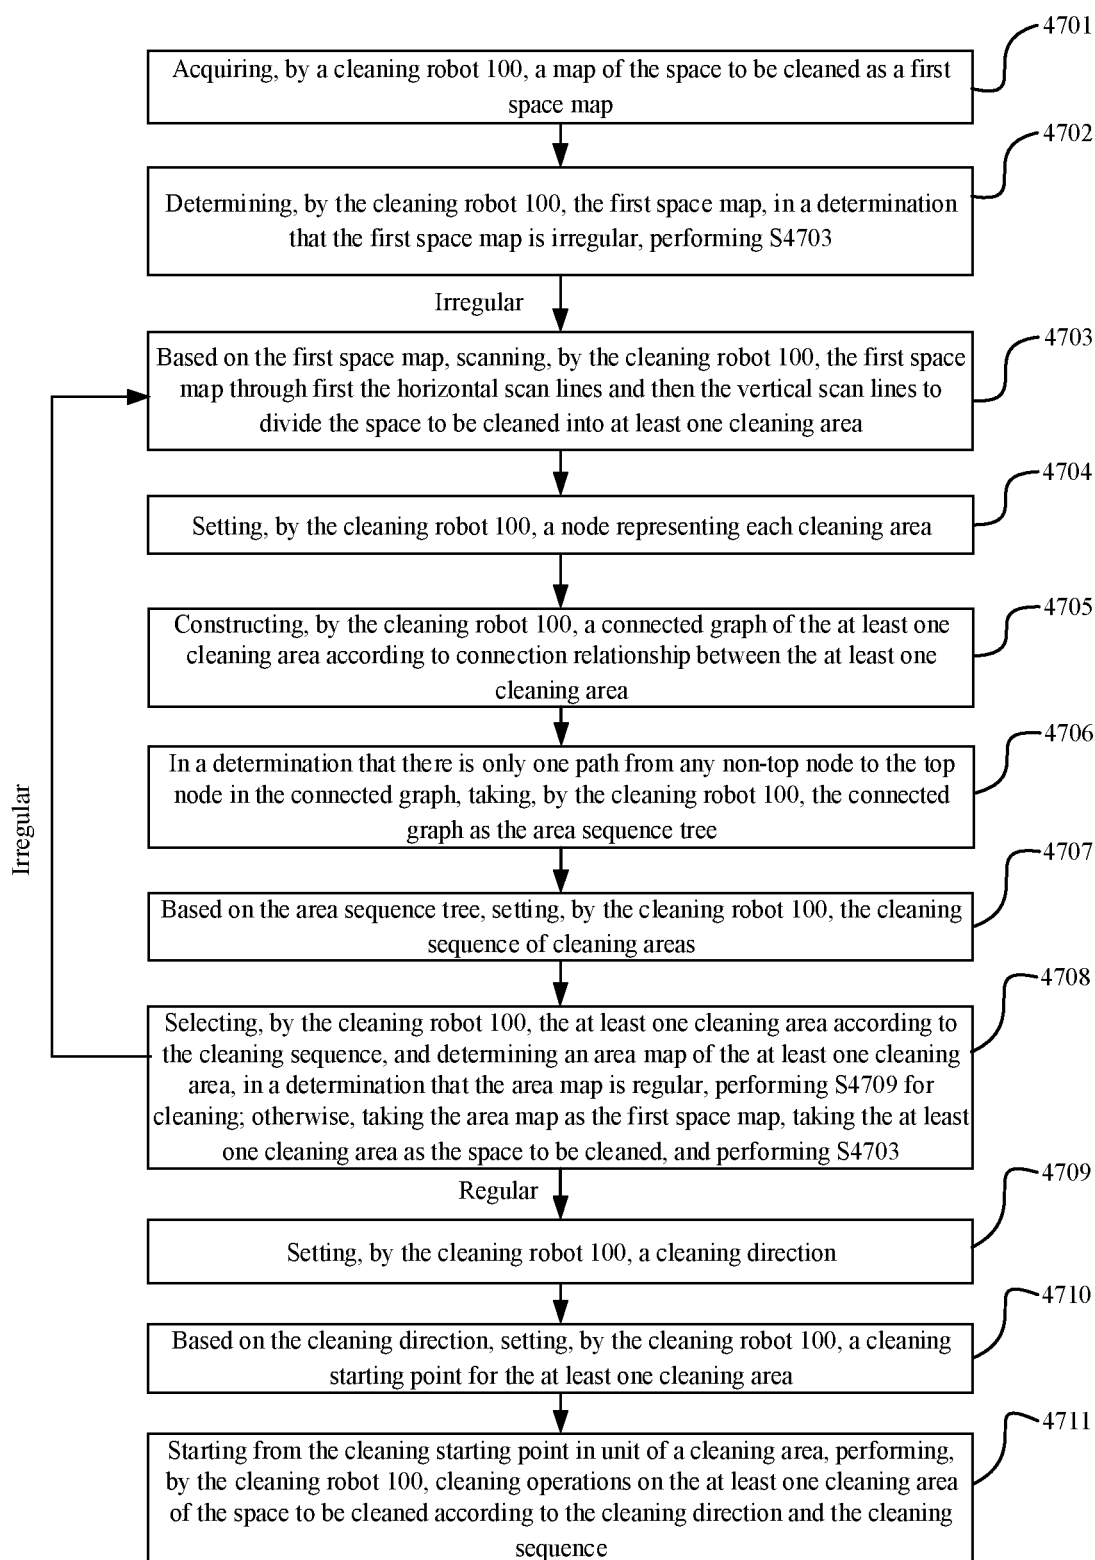 4701
Acquiring, by a cleaning robot 100, a map of the space to be cleaned as a first
space map
4702
Determining, by the cleaning robot 100, the first space map, in a determination
that the first space map is irregular, performing S4703
Irregular
4703
Based on the first space map, scanning, by the cleaning robot 100, the first space
map through first the horizontal scan lines and then the vertical scan lines to
divide the space to be cleaned into at least one cleaning area
4704
Setting, by the cleaning robot 100, a node representing each cleaning area
4705
Constructing, by the cleaning robot 100, a connected graph of the at least one
cleaning area according to connection relationship between the at least one
cleaning area
4706
In a determination that there is only one path from any non-top node to the top
node in the connected graph, taking, by the cleaning robot 100, the connected
graph as the area sequence tree
Irregular
4707
Based on the area sequence tree, setting, by the cleaning robot 100, the cleaning
sequence of cleaning areas
4708
Selecting, by the cleaning robot 100, the at least one cleaning area according to
the cleaning sequence, and determining an area map of the at least one cleaning
area, in a determination that the area map is regular, performing S4709 for
cleaning; otherwise, taking the area map as the first space map, taking the at least
one cleaning area as the space to be cleaned, and performing S4703
Regular
4709
Setting, by the cleaning robot 100, a cleaning direction
4710
Based on the cleaning direction, setting, by the cleaning robot 100, a cleaning
starting point for the at least one cleaning area
4711
Starting from the cleaning starting point in unit of a cleaning area, performing,
by the cleaning robot 100, cleaning operations on the at least one cleaning area
of the space to be cleaned according to the cleaning direction and the cleaning
sequence